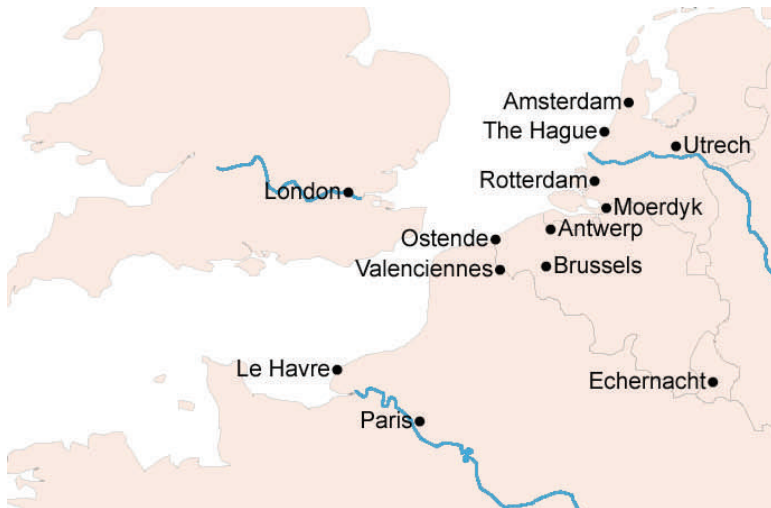 Amsterdam
The Hague
Utrech
London
Rotterdam
Moerdyk
Antwerp
Ostende
Valenciennes
Brussels
Le Havre
Echernacht
Paris